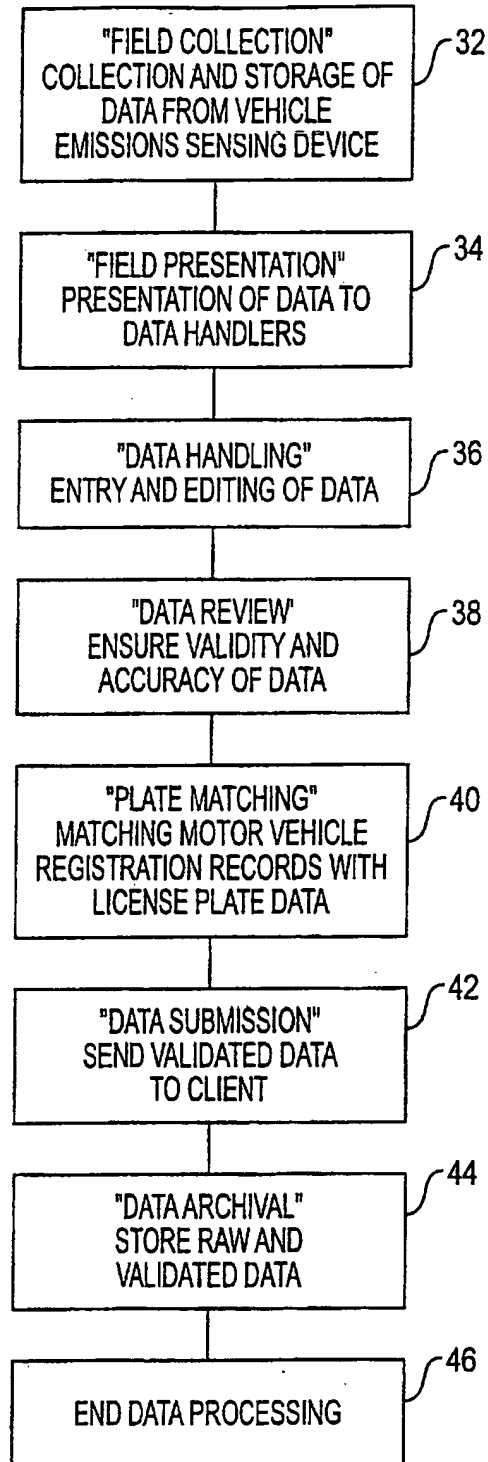 "FIELD COLLECTION"
COLLECTION AND STORAGE OF
DATA FROM VEHICLE
EMISSIONS SENSING DEVICE
32
"FIELD PRESENTATION"
PRESENTATION OF DATA TO
DATA HANDLERS
34
"DATA HANDLING"
ENTRY AND EDITING OF DATA
36
"DATA REVIEW'
ENSURE VALIDITY AND
ACCURACY OF DATA
38
"PLATE MATCHING"
MATCHING MOTOR VEHICLE
REGISTRATION RECORDS WITH
LICENSE PLATE DATA
40
"DATA SUBMISSION"
SEND VALIDATED DATA
TO CLIENT
42
"DATA ARCHIVAL"
STORE RAW AND
VALIDATED DATA
44
END DATA PROCESSING
46